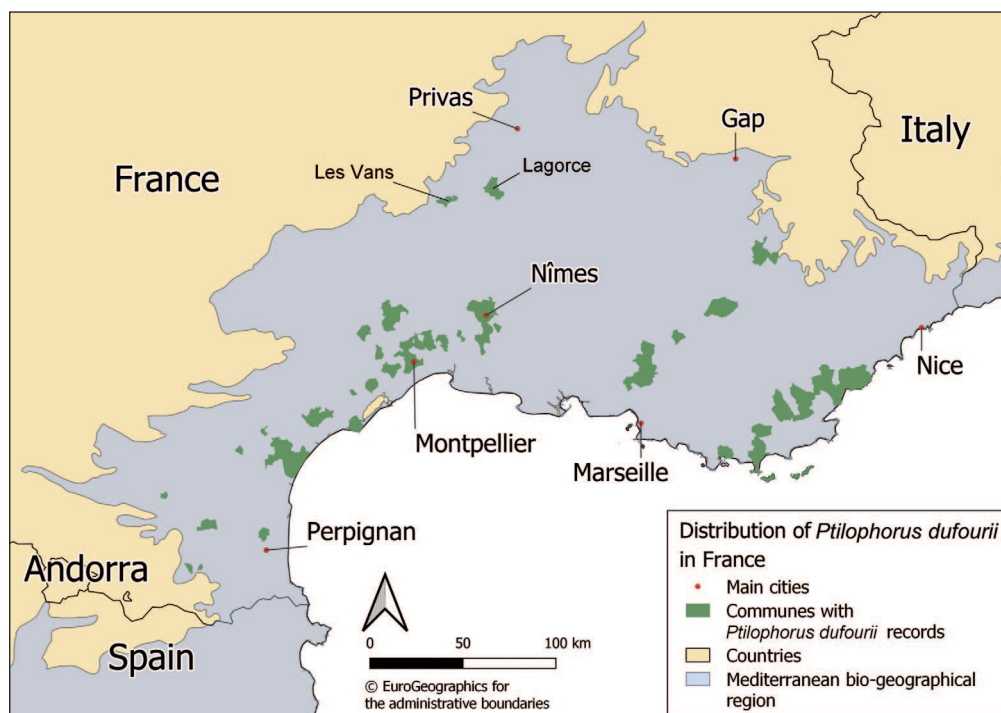 Privas
Gap
Italy
France
Les Vans
Lagorce
Nîmes
Nice
Montpellier
Marseille
Perpignan
Andorra
Spain
0 50 100 km
© EuroGeographics for
the administrative boundaries
Distribution of Ptilophorus dufourii
in France
Main cities
Communes with
Ptilophorus dufourii records
Countries
Mediterranean bio-geographical
region